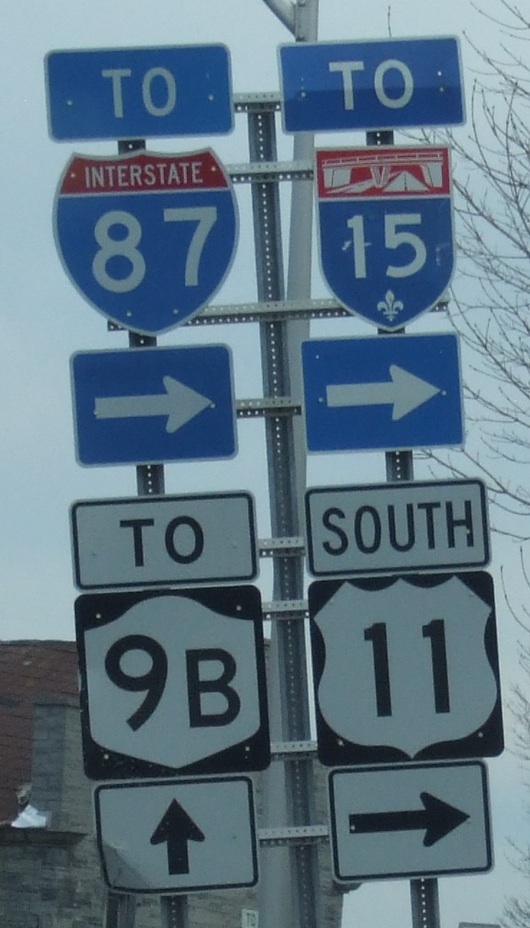 TO
INTERSTATE
87
TO
15
TO
9B
SOUTH
11